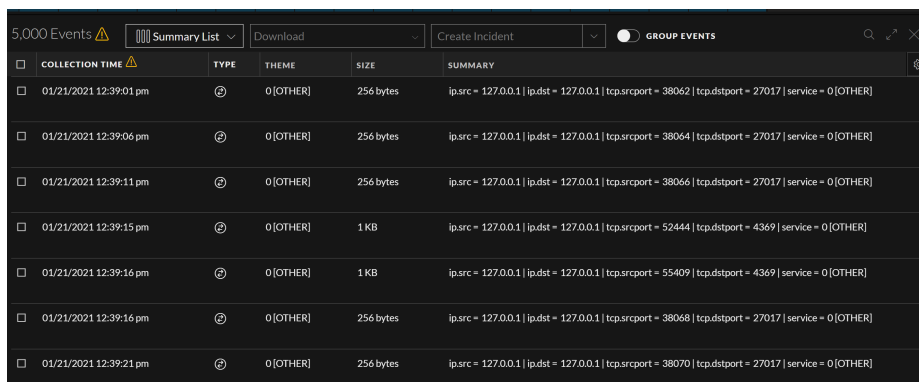 5,000 Events Summary List Download Create Incident GROUP EVENTS
COLLECTION TIME TYPE THEME SIZE SUMMARY
01/21/2021 12:39:01 pm 0 [OTHER] 256 bytes ip.src = 127.0.0.1 | ip.dst = 127.0.0.1 | tcp.srcport = 38062 | tcp.dstport = 27017 | service = 0 [OTHER]
01/21/2021 12:39:06 pm 0 [OTHER] 256 bytes ip.src = 127.0.0.1 | ip.dst = 127.0.0.1 | tcp.srcport = 38064 | tcp.dstport = 27017 | service = 0 [OTHER]
01/21/2021 12:39:11 pm 0 [OTHER] 256 bytes ip.src = 127.0.0.1 | ip.dst = 127.0.0.1 | tcp.srcport = 38066 | tcp.dstport = 27017 | service = 0 [OTHER]
01/21/2021 12:39:15 pm 0 [OTHER] 1 KB ip.src = 127.0.0.1 | ip.dst = 127.0.0.1 | tcp.srcport = 52444 | tcp.dstport = 4369 | service = 0 [OTHER]
01/21/2021 12:39:16 pm 0 [OTHER] 1 KB ip.src = 127.0.0.1 | ip.dst = 127.0.0.1 | tcp.srcport = 55409 | tcp.dstport = 4369 | service = 0 [OTHER]
01/21/2021 12:39:16 pm 0 [OTHER] 256 bytes ip.src = 127.0.0.1 | ip.dst = 127.0.0.1 | tcp.srcport = 38068 | tcp.dstport = 27017 | service = 0 [OTHER]
01/21/2021 12:39:21 pm 0 [OTHER] 256 bytes ip.src = 127.0.0.1 | ip.dst = 127.0.0.1 | tcp.srcport = 38070 | tcp.dstport = 27017 | service = 0 [OTHER]